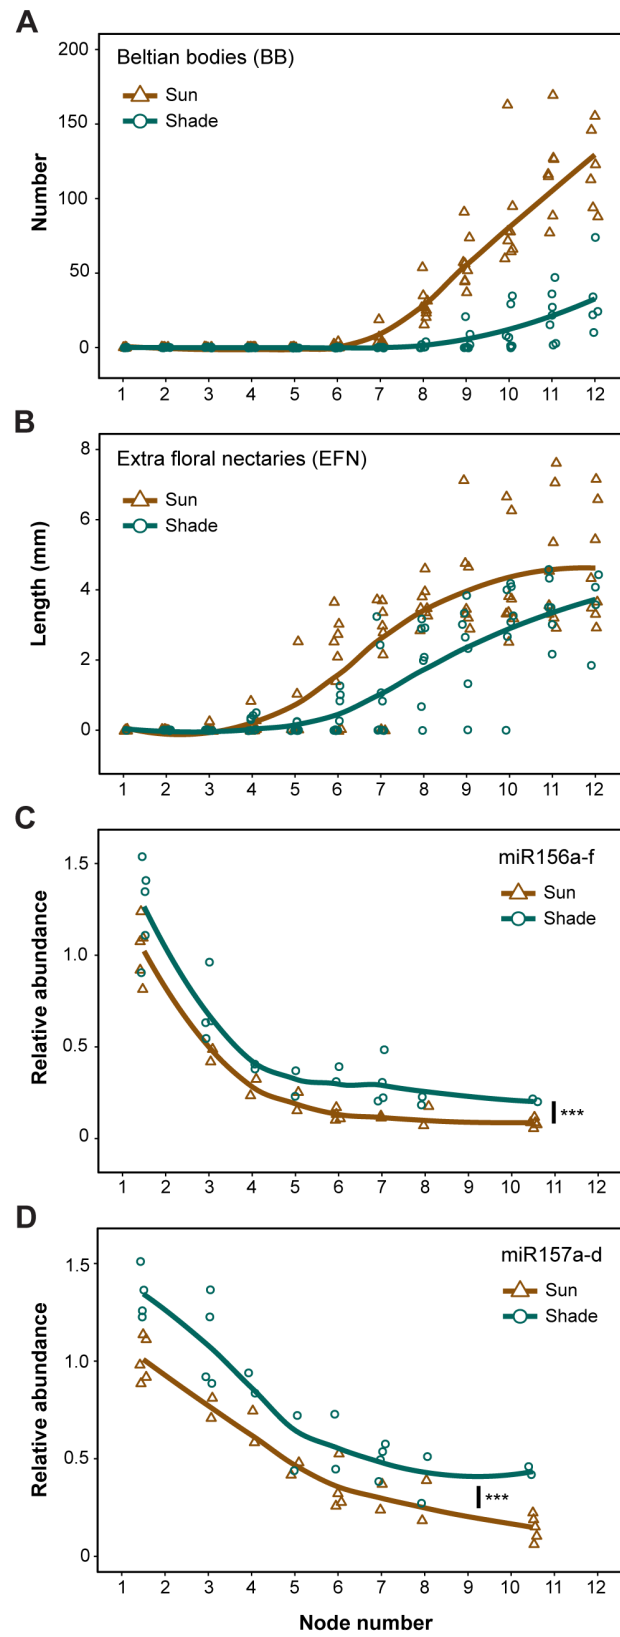 A
Beltian bodies (BB)
Sun
Shade
Number
200
150
100
50
0
1 2 3 4 5 6 7 8 9 10 11 12
B
Extra floral nectaries (EFN)
Sun
Shade
Length (mm)
8
6
4
2
0
1 2 3 4 5 6 7 8 9 10 11 12
C
miR156a-f
Sun
Shade
Relative abundance
1.5
1.0
0.5
0
***
1 2 3 4 5 6 7 8 9 10 11 12
D
miR157a-d
Sun
Shade
Relative abundance
1.5
1.0
0.5
0
***
1 2 3 4 5 6 7 8 9 10 11 12
Node number